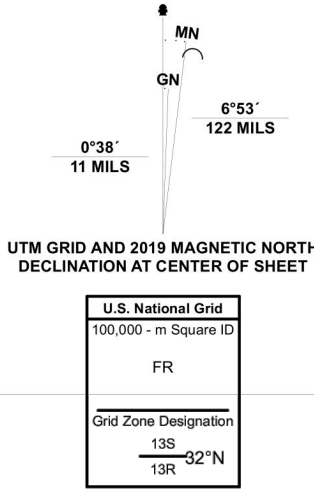 MN
GN
6°53´
122 MILS
0°38´
11 MILS
UTM GRID AND 2019 MAGNETIC NORTH
DECLINATION AT CENTER OF SHEET
U.S. National Grid
100,000 - m Square ID
FR
Grid Zone Designation
13S
32°N
13R